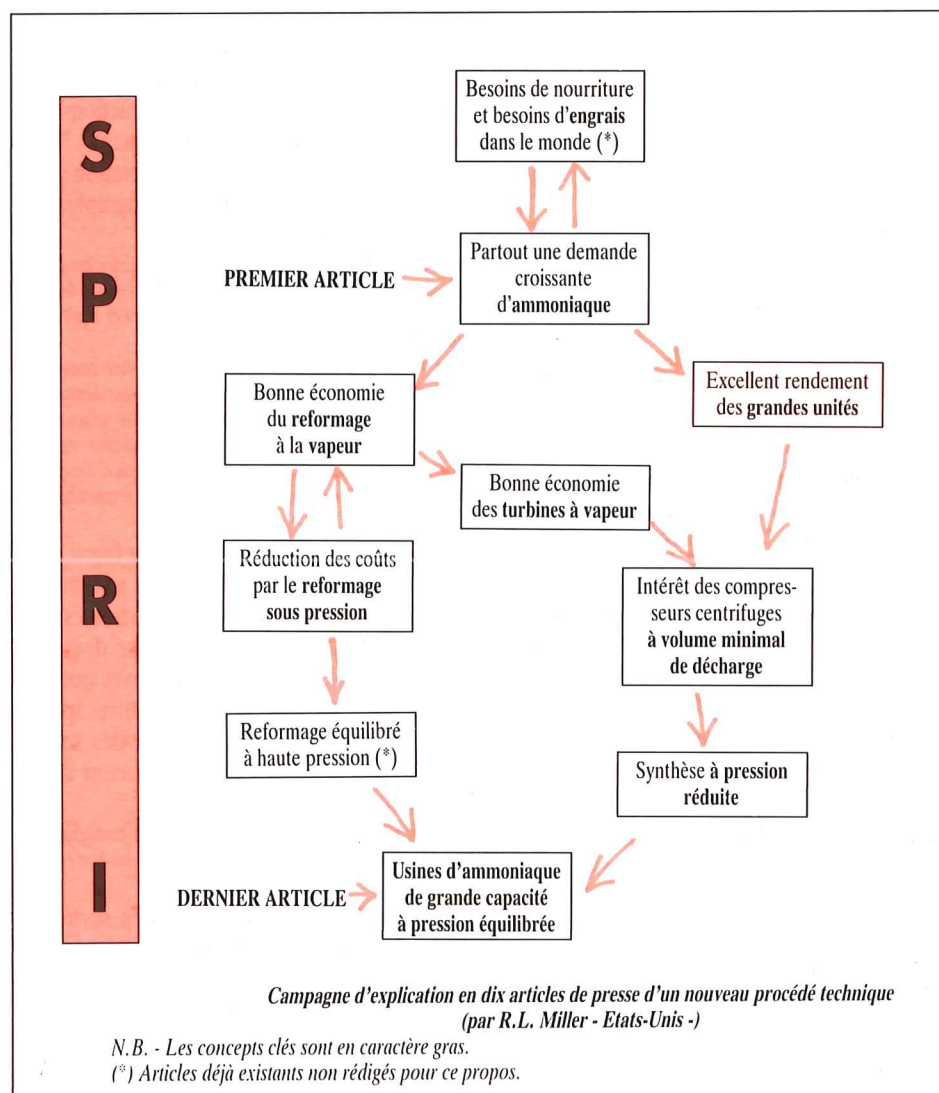 S
P
R
I
Besoins de nourriture
et besoins d'engrais
dans le monde (*)
PREMIER ARTICLE
Partout une demande
croissante
d'ammoniaque
Bonne économie
du reformage
à la vapeur
Excellent rendement
des grandes unités
Bonne économie
des turbines à vapeur
Réduction des coûts
par le reformage
sous pression
Intérêt des compres-
seurs centrifuges
à volume minimal
de décharge
Reformage équilibré
à haute pression (*)
Synthèse à pression
réduite
DERNIER ARTICLE
Usines d'ammoniaque
de grande capacité
à pression équilibrée
Campagne d'explication en dix articles de presse d'un nouveau procédé technique
(par R.L. Miller - Etats-Unis -)
N.B. - Les concepts clés sont en caractère gras.
(*) Articles déjà existants non rédigés pour ce propos.